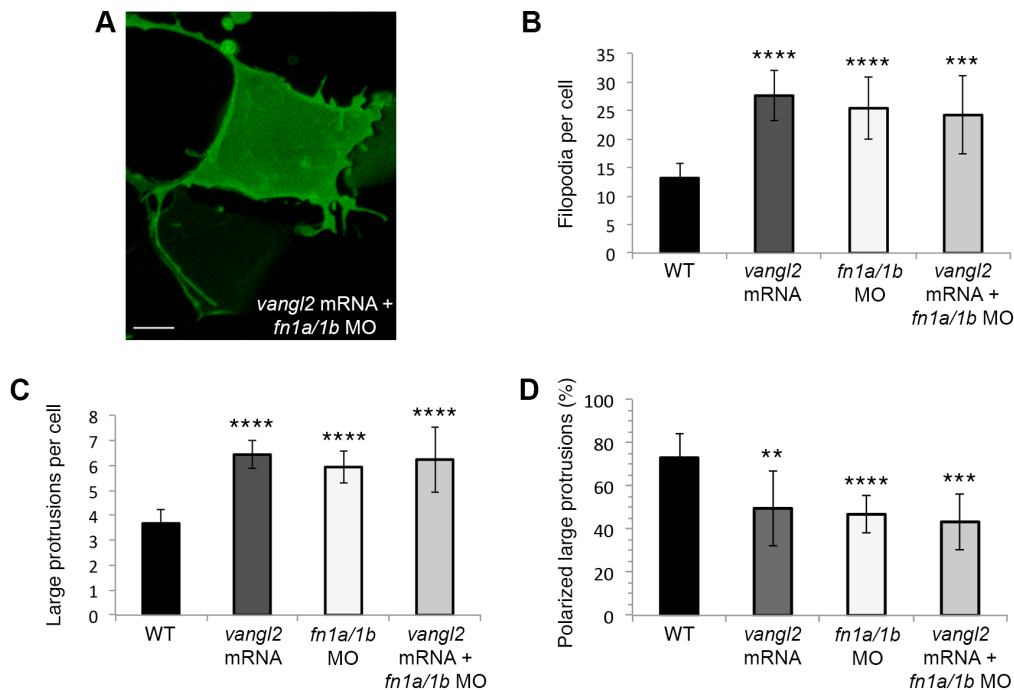 A
vangl2 mRNA +
fn1a/1b MO
B
Filopodia per cell
35
30
25
20
15
10
5
0
****
****
***
WT
vangl2
mRNA
fn1a/1b
MO
vangl2
mRNA +
fn1a/1b MO
C
Large protrusions per cell
8
7
6
5
4
3
2
1
0
****
****
****
WT
vangl2
mRNA
fn1a/1b
MO
vangl2
mRNA +
fn1a/1b MO
D
Polarized large protrusions (%)
100
80
60
40
20
0
**
****
***
WT
vangl2
mRNA
fn1a/1b
MO
vangl2
mRNA +
fn1a/1b MO